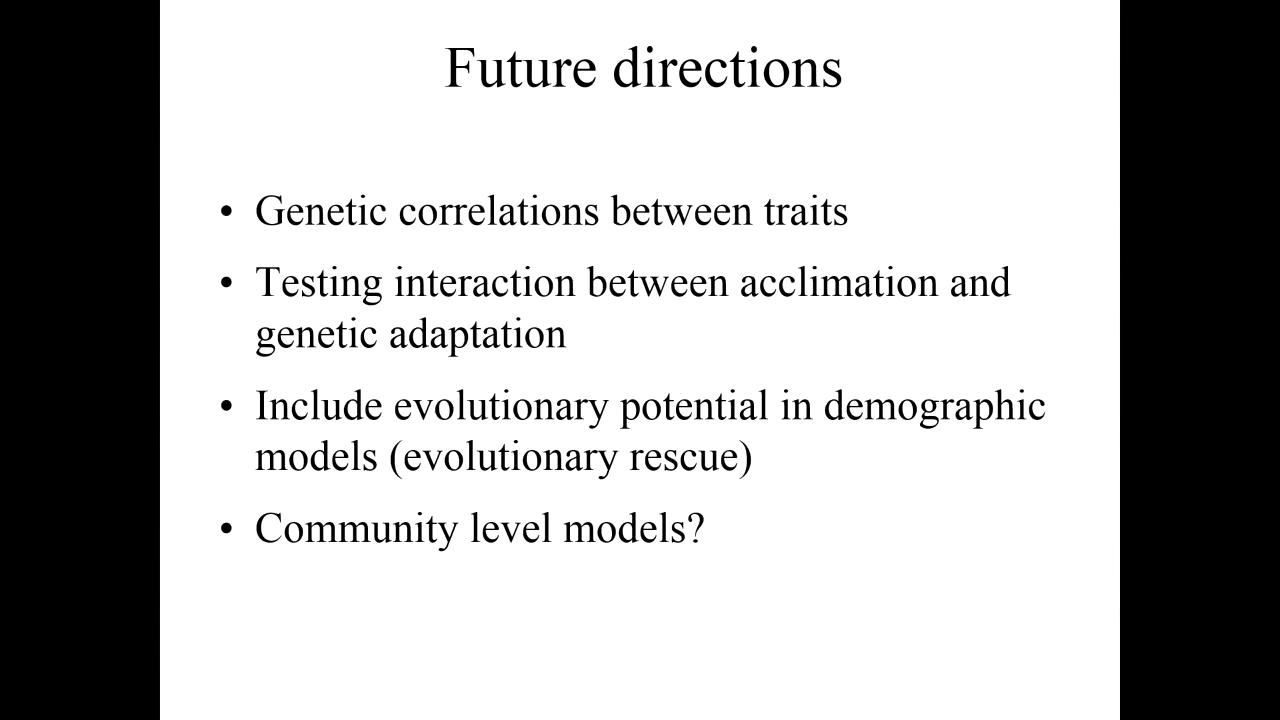 Future directions
• Genetic correlations between traits
• Testing interaction between acclimation and
genetic adaptation
• Include evolutionary potential in demographic
models (evolutionary rescue)
• Community level models?